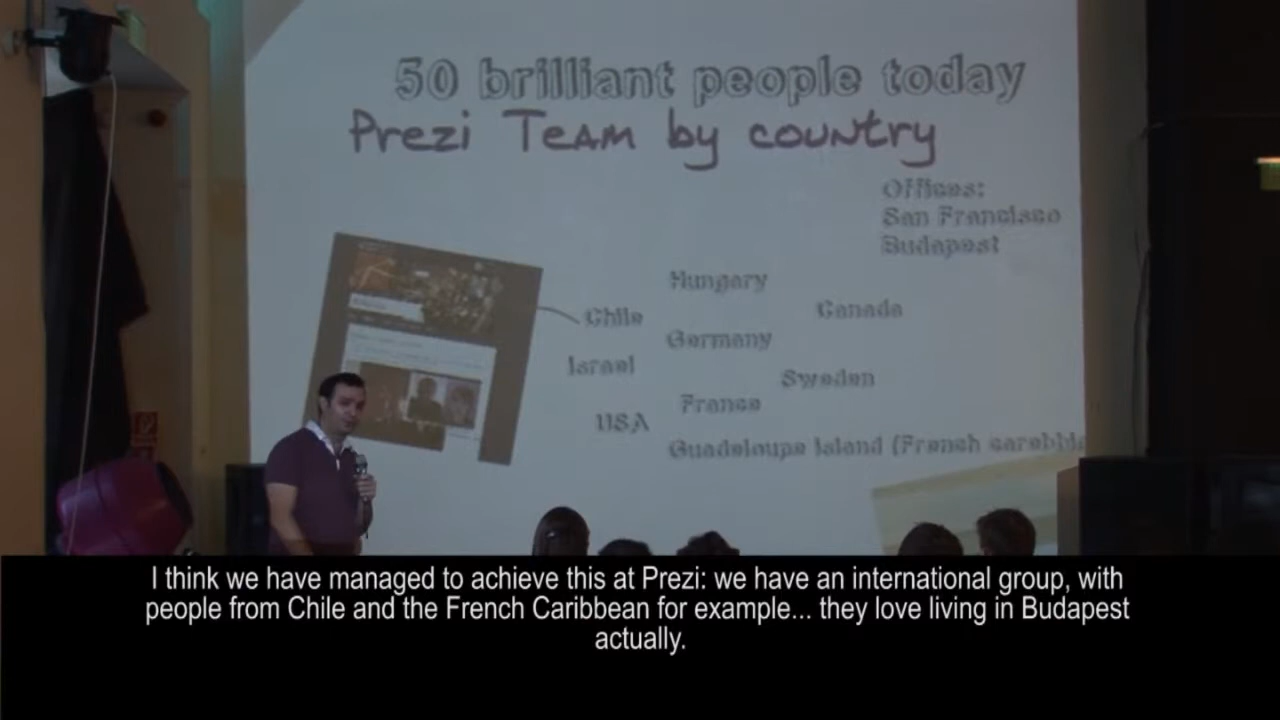 50 brilliant people today
Prezi Team by country
Offices:
San Francisco
Budapest
Hungary
Canada
Chile
Germany
Israel
Sweden
France
USA
Guadeloupe Island (French carebbi
I think we have managed to achieve this at Prezi: we have an international group, with
people from Chile and the French Caribbean for example... they love living in Budapest
actually.